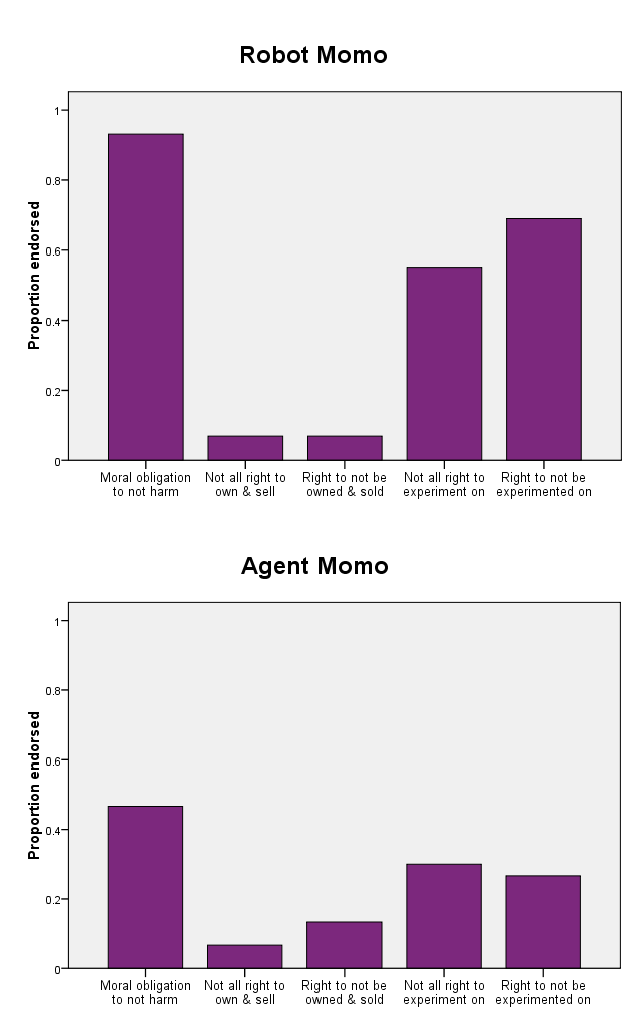 Robot Momo
Proportion endorsed
1
0.8
0.6
0.4
0.2
0
Moral obligation
to not harm
Not all right to
own & sell
Right to not be
owned & sold
Not all right to
experiment on
Right to not be
experimented on
Agent Momo
Proportion endorsed
1
0.8
0.6
0.4
0.2
0
Moral obligation
to not harm
Not all right to
own & sell
Right to not be
owned & sold
Not all right to
experiment on
Right to not be
experimented on